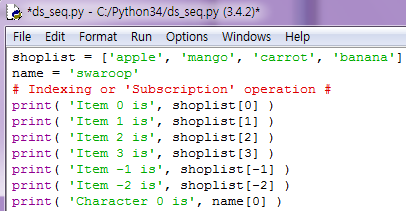 *ds_seq.py - C:/Python34/ds_seq.py (3.4.2)*
File Edit Format Run Options Windows Help
shoplist = ['apple', 'mango', 'carrot', 'banana']
name = 'swaroop'
# Indexing or 'Subscription' operation #
print( 'Item 0 is', shoplist[0] )
print( 'Item 1 is', shoplist[1] )
print( 'Item 2 is', shoplist[2] )
print( 'Item 3 is', shoplist[3] )
print( 'Item -1 is', shoplist[-1] )
print( 'Item -2 is', shoplist[-2] )
print( 'Character 0 is', name[0] )